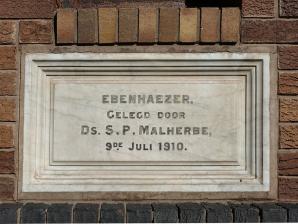 EBENHAEZER.
GELEGD DOOR
DS. S. P. MALHERBE,
9DE JULI 1910.